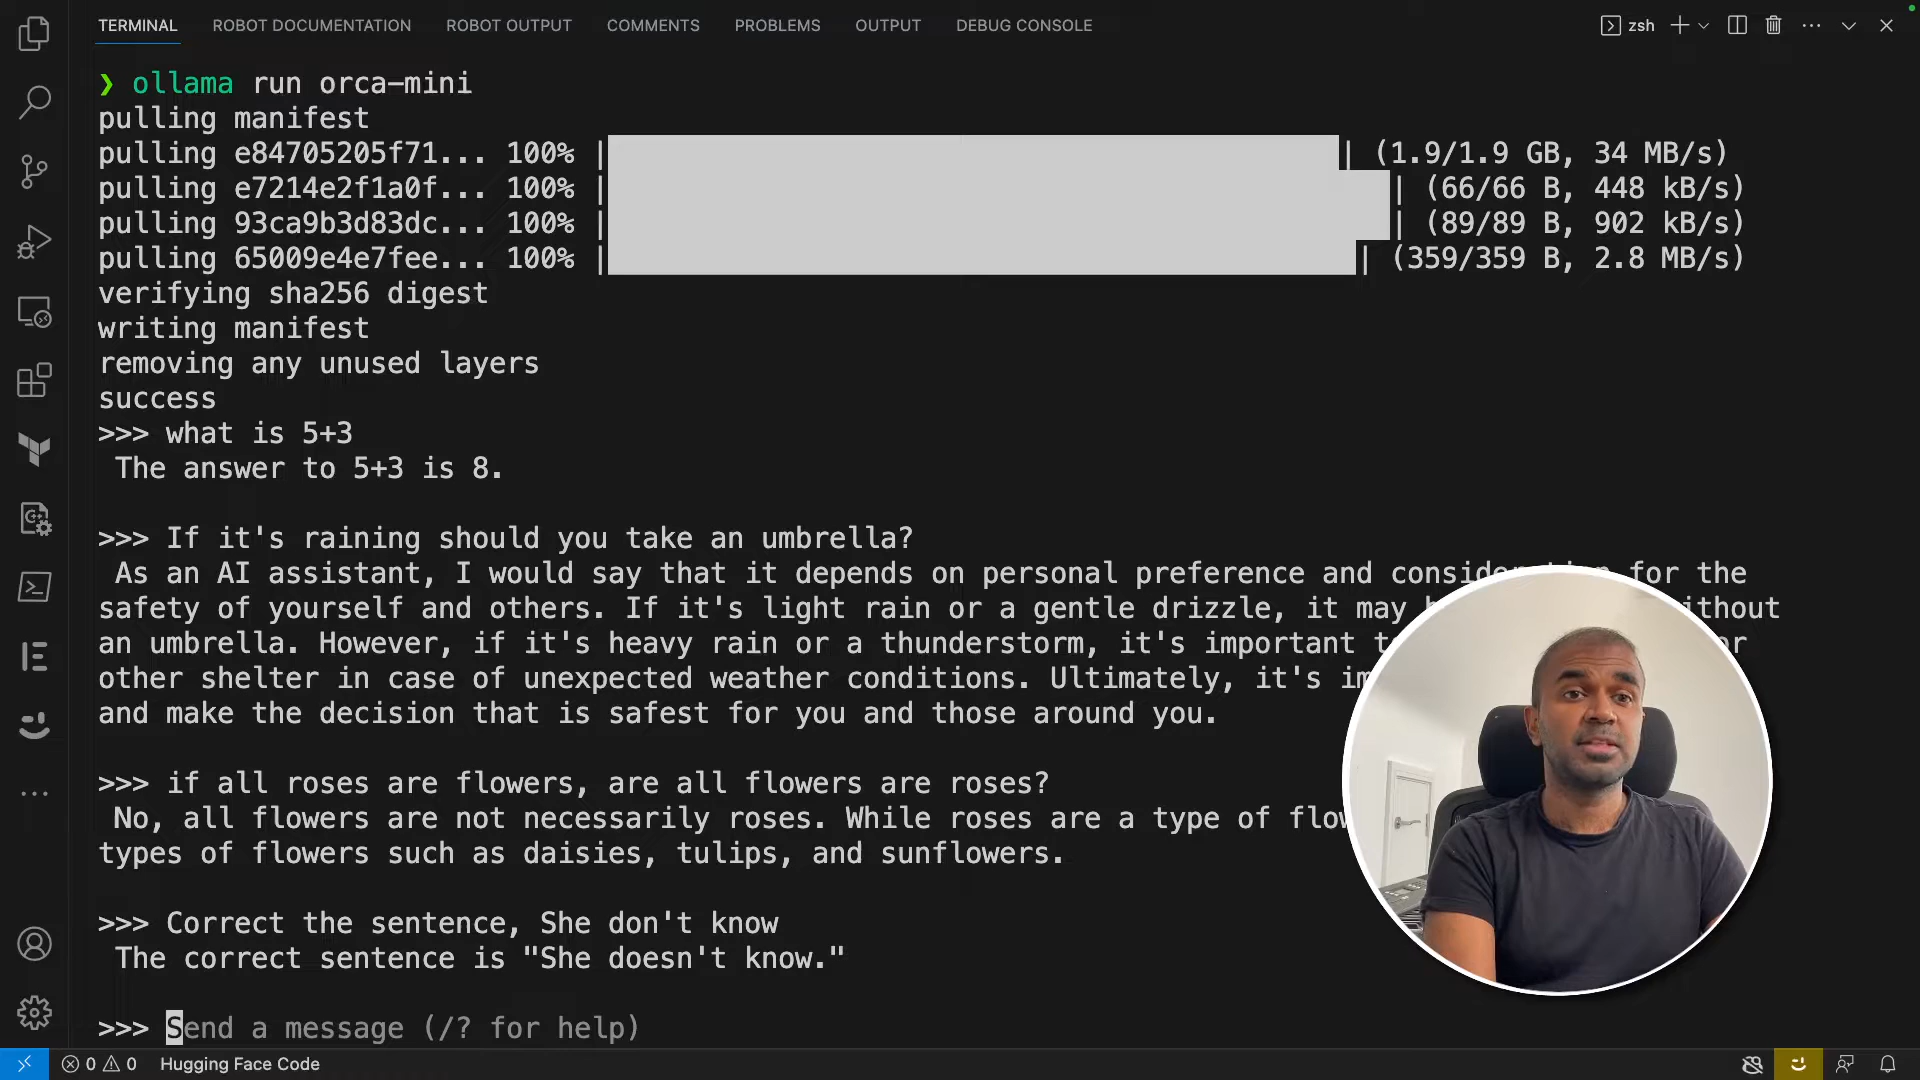 TERMINAL ROBOT DOCUMENTATION ROBOT OUTPUT COMMENTS PROBLEMS OUTPUT DEBUG CONSOLE zsh
❯ ollama run orca-mini
pulling manifest
pulling e84705205f71... 100% | | (1.9/1.9 GB, 34 MB/s)
pulling e7214e2f1a0f... 100% | | (66/66 B, 448 kB/s)
pulling 93ca9b3d83dc... 100% | | (89/89 B, 902 kB/s)
pulling 65009e4e7fee... 100% | | (359/359 B, 2.8 MB/s)
verifying sha256 digest
writing manifest
removing any unused layers
success
>>> what is 5+3
The answer to 5+3 is 8.
>>> If it's raining should you take an umbrella?
As an AI assistant, I would say that it depends on personal preference and for the
safety of yourself and others. If it's light rain or a gentle drizzle, it may
an umbrella. However, if it's heavy rain or a thunderstorm, it's important
other shelter in case of unexpected weather conditions. Ultimately, it's
and make the decision that is safest for you and those around you.
>>> if all roses are flowers, are all flowers are roses?
No, all flowers are not necessarily roses. While roses are a type of
types of flowers such as daisies, tulips, and sunflowers.
>>> Correct the sentence, She don't know
The correct sentence is "She doesn't know."
>>> Send a message (/? for help)
0 0 Hugging Face Code